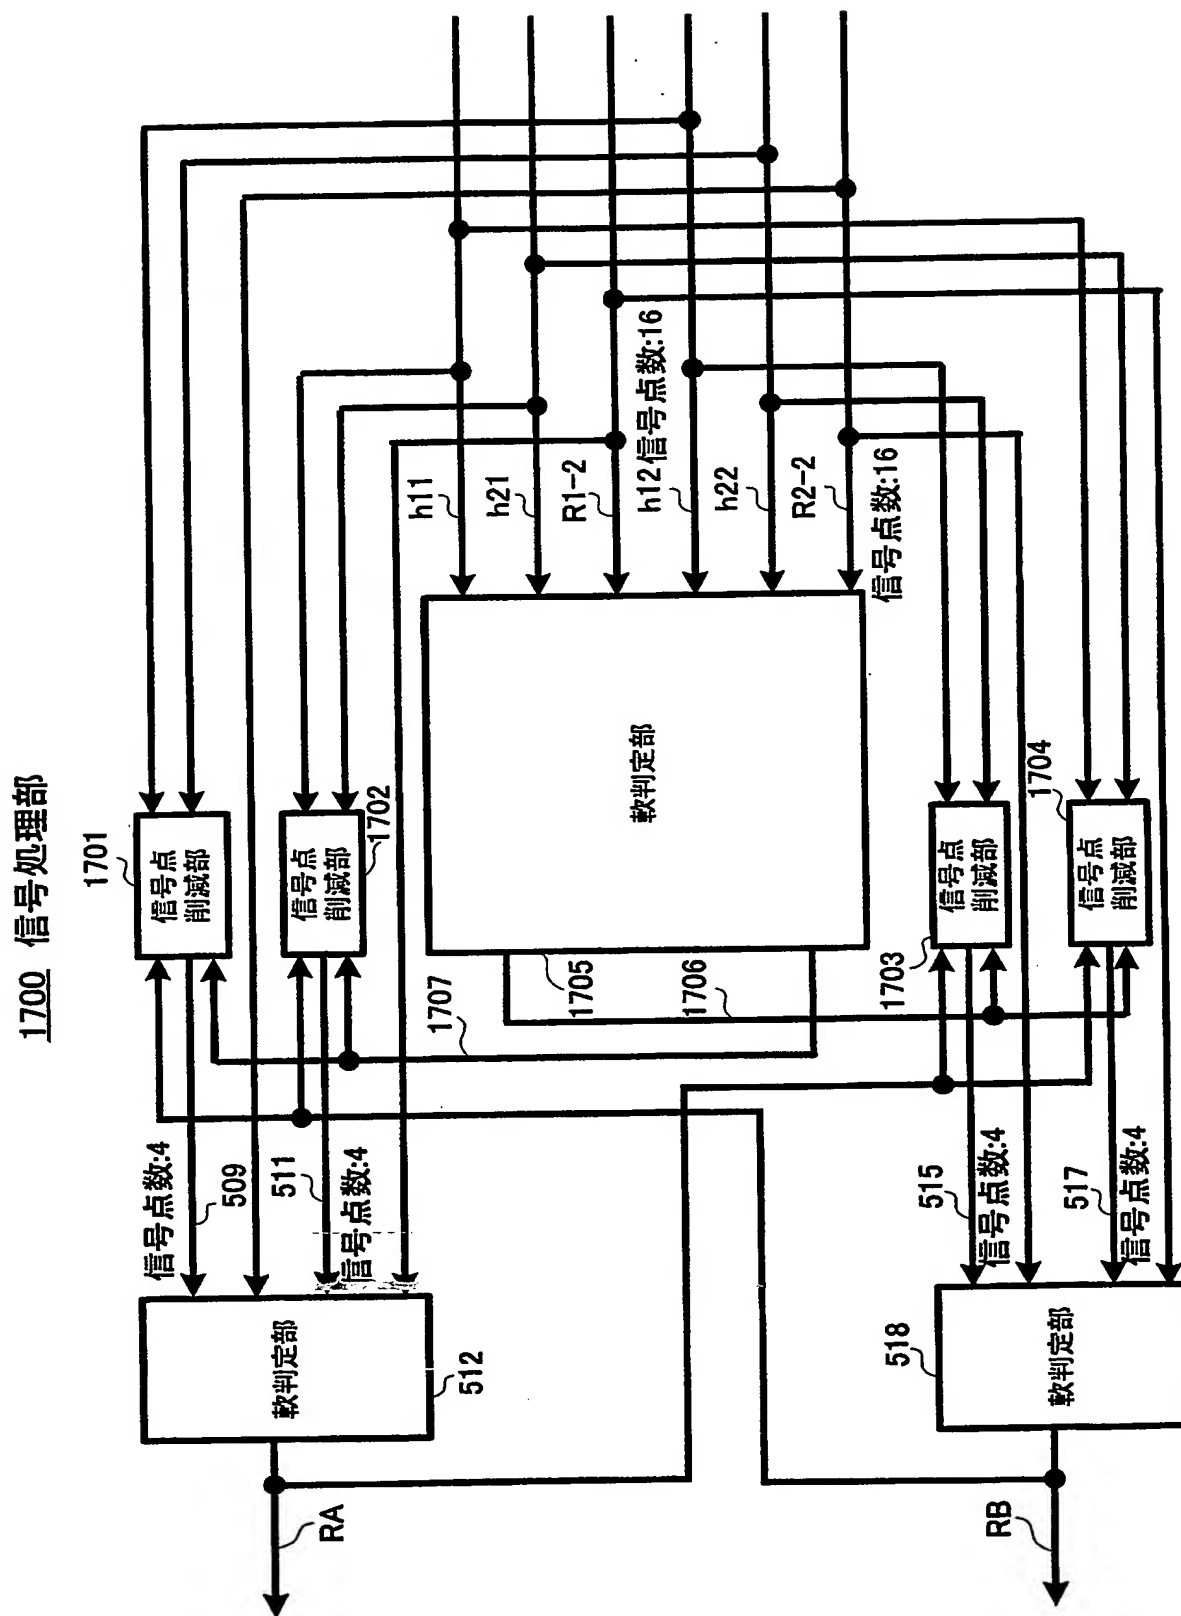 1700 信号処理部
1701
信号点
削減部
信号点数:4
509
信号点
削減部
1702
511
信号点数:4
軟判定部
512
RA
h11
h21
R1-2
h12
信号点数:16
h22
R2-2
信号点数:16
軟判定部
1705
1706
1707
信号点
削減部
1703
515
信号点数:4
1704
信号点
削減部
517
信号点数:4
軟判定部
518
RB